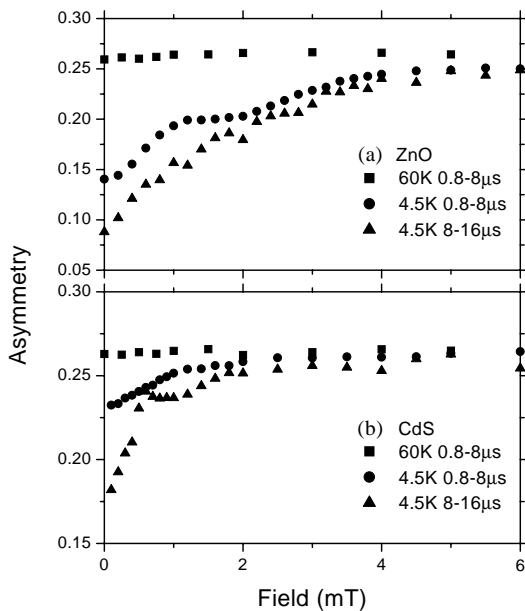 0.30
0.25
0.20
0.15
0.10
0.05
(a) ZnO
60K 0.8-8μs
4.5K 0.8-8μs
4.5K 8-16μs
Asymmetry
0.30
0.25
0.20
0.15
(b) CdS
60K 0.8-8μs
4.5K 0.8-8μs
4.5K 8-16μs
0 2 4 6
Field (mT)